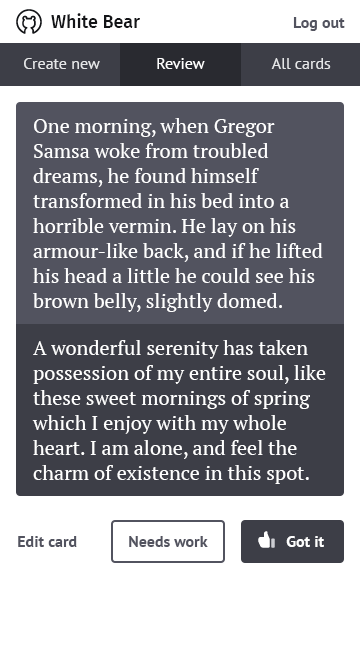 White Bear
Log out
Create new
Review
All cards
One morning, when Gregor
Samsa woke from troubled
dreams, he found himself
transformed in his bed into a
horrible vermin. He lay on his
armour-like back, and if he lifted
his head a little he could see his
brown belly, slightly domed.
A wonderful serenity has taken
possession of my entire soul, like
these sweet mornings of spring
which I enjoy with my whole
heart. I am alone, and feel the
charm of existence in this spot.
Edit card
Needs work
Got it